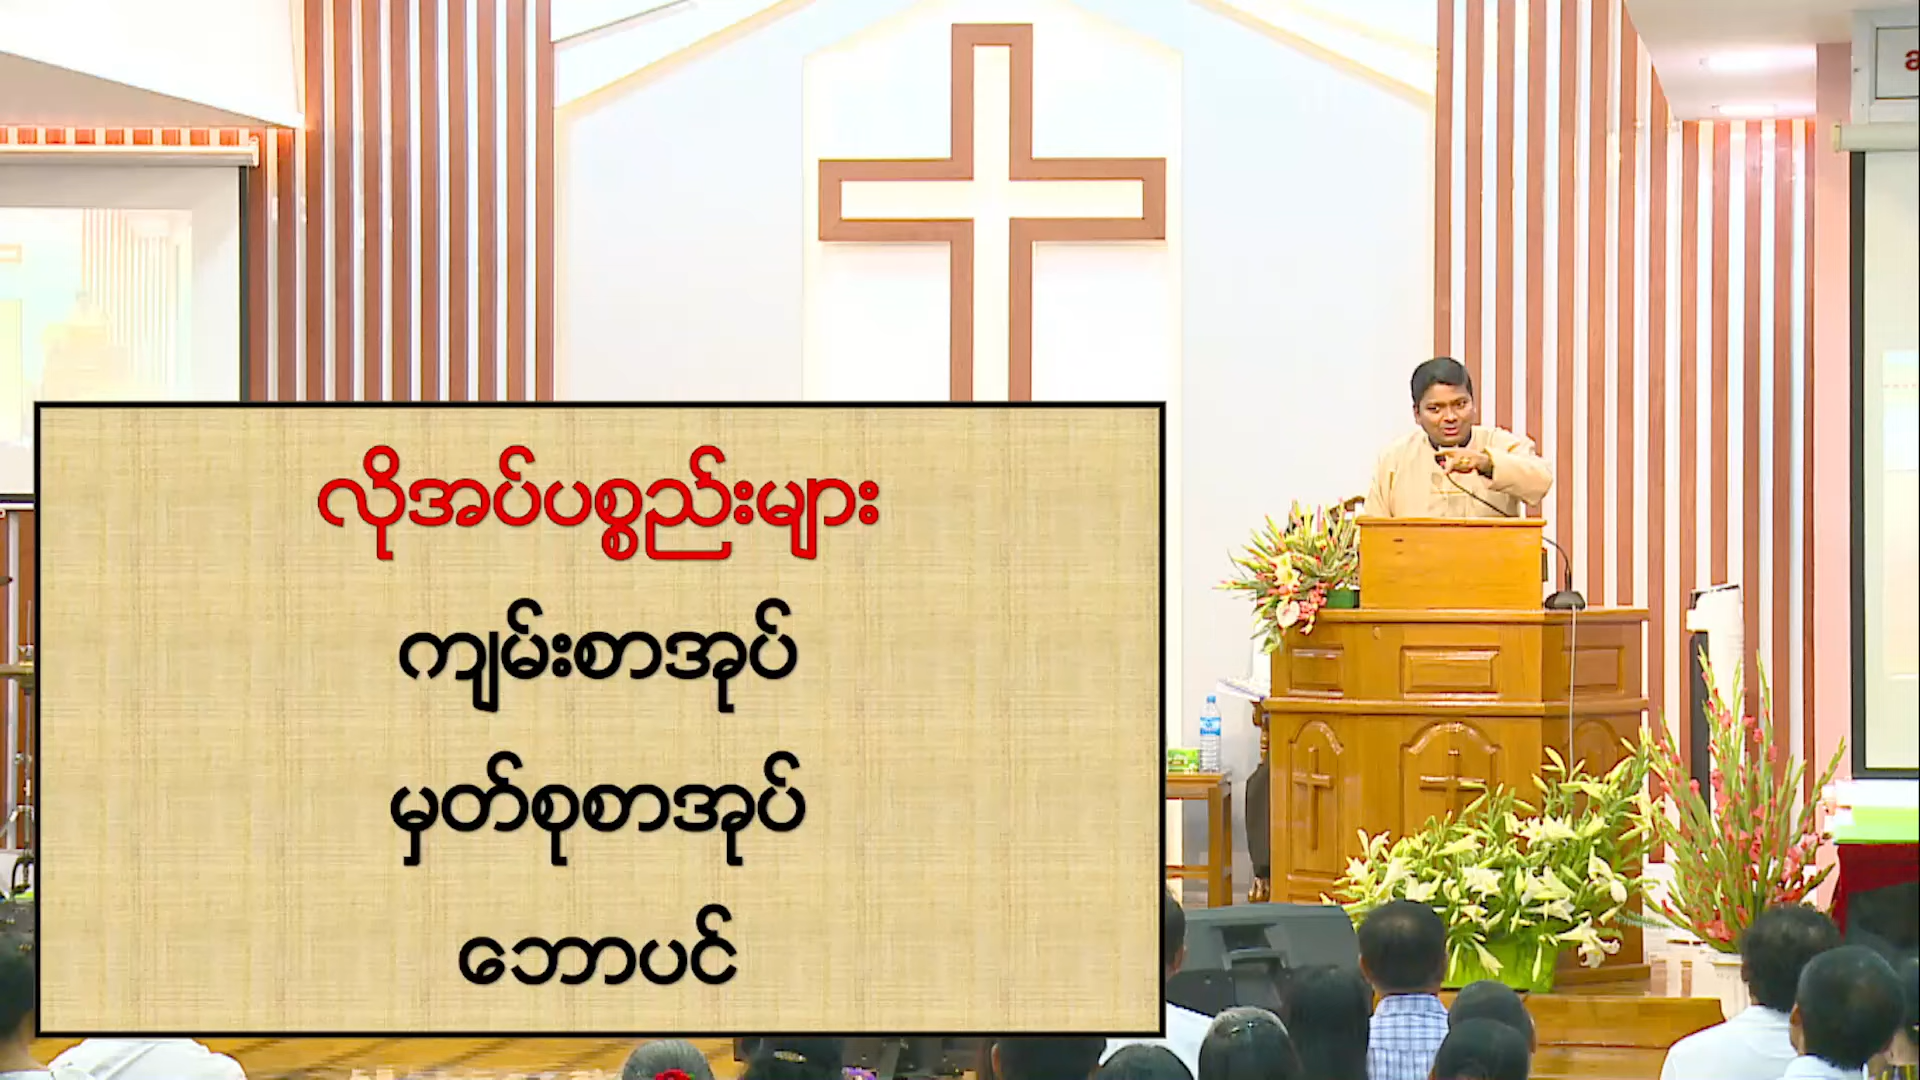 လိုအပ်ပစ္စည်းများ
ကျမ်းစာအုပ်
မှတ်စုစာအုပ်
ဘောပင်